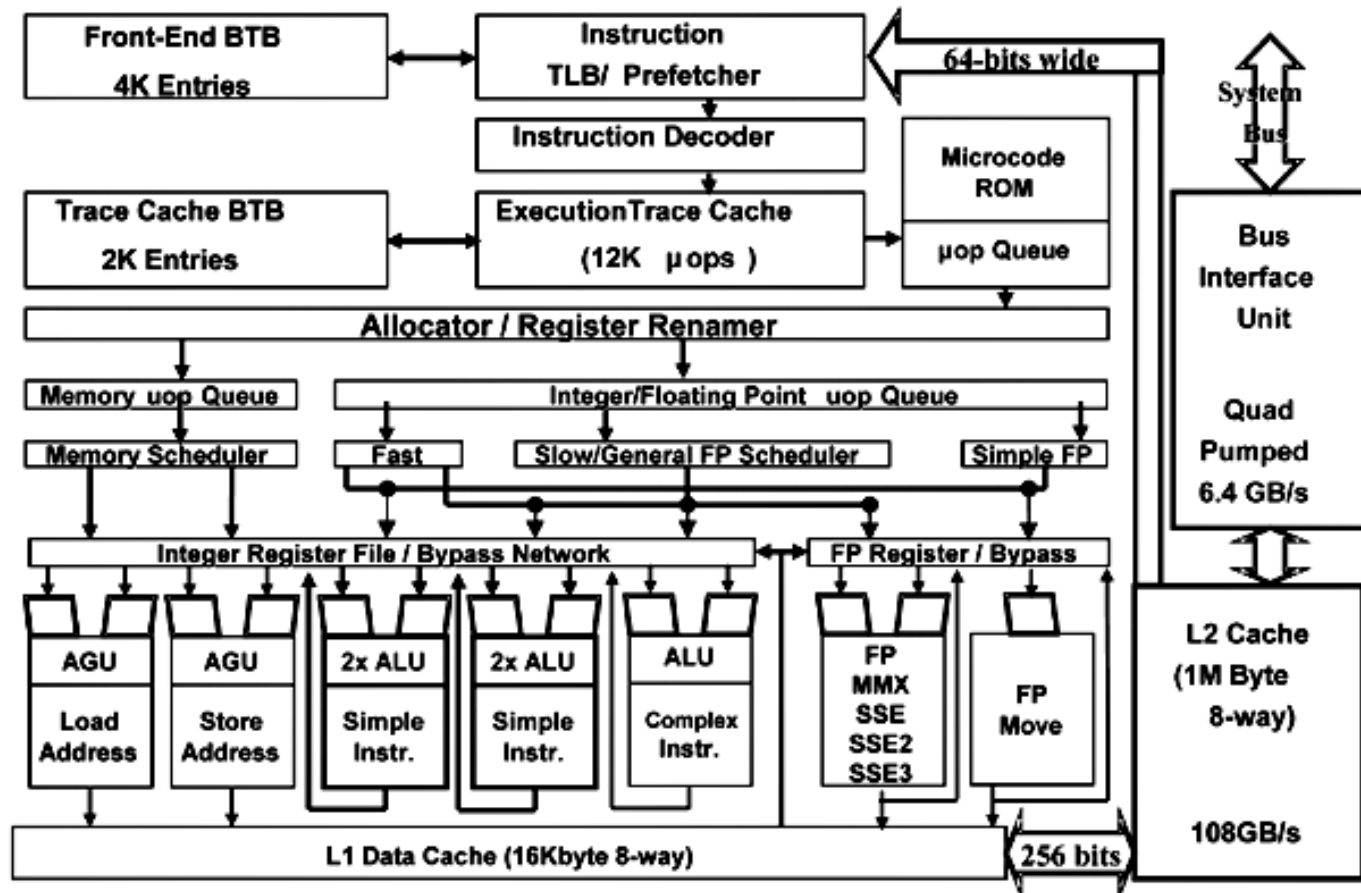 Front-End BTB
4K Entries
Instruction
TLB/ Prefetcher
64-bits wide
System
Bus
Instruction Decoder
Microcode
ROM
Trace Cache BTB
2K Entries
ExecutionTrace Cache
(12K µops )
µop Queue
Bus
Interface
Unit
Quad
Pumped
6.4 GB/s
Allocator / Register Renamer
Memory uop Queue
Integer/Floating Point uop Queue
Memory Scheduler
Fast
Slow/General FP Scheduler
Simple FP
Integer Register File / Bypass Network
FP Register / Bypass
AGU
Load
Address
AGU
Store
Address
2x ALU
Simple
Instr.
2x ALU
Simple
Instr.
ALU
Complex
Instr.
FP
MMX
SSE
SSE2
SSE3
FP
Move
L2 Cache
(1M Byte
8-way)
108GB/s
L1 Data Cache (16Kbyte 8-way)
256 bits